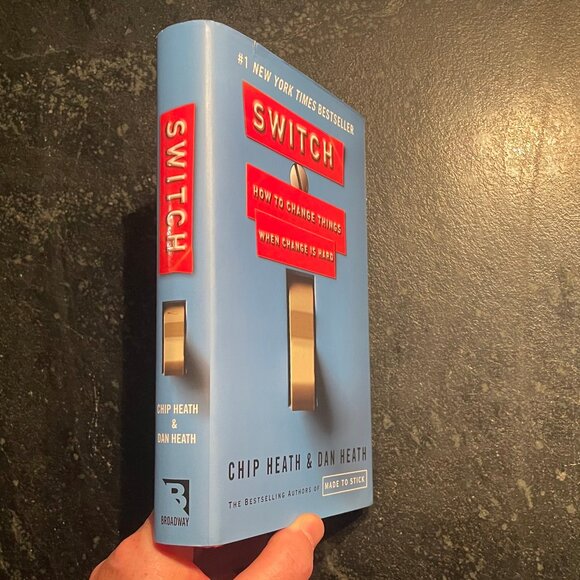 #1 NEW YORK TIMES BESTSELLER
SWITCH
HOW TO CHANGE THINGS
WHEN CHANGE IS HARD
CHIP HEATH & DAN HEATH
THE BESTSELLING AUTHORS OF MADE TO STICK
SWITCH
CHIP HEATH
&
DAN HEATH
B
BROADWAY